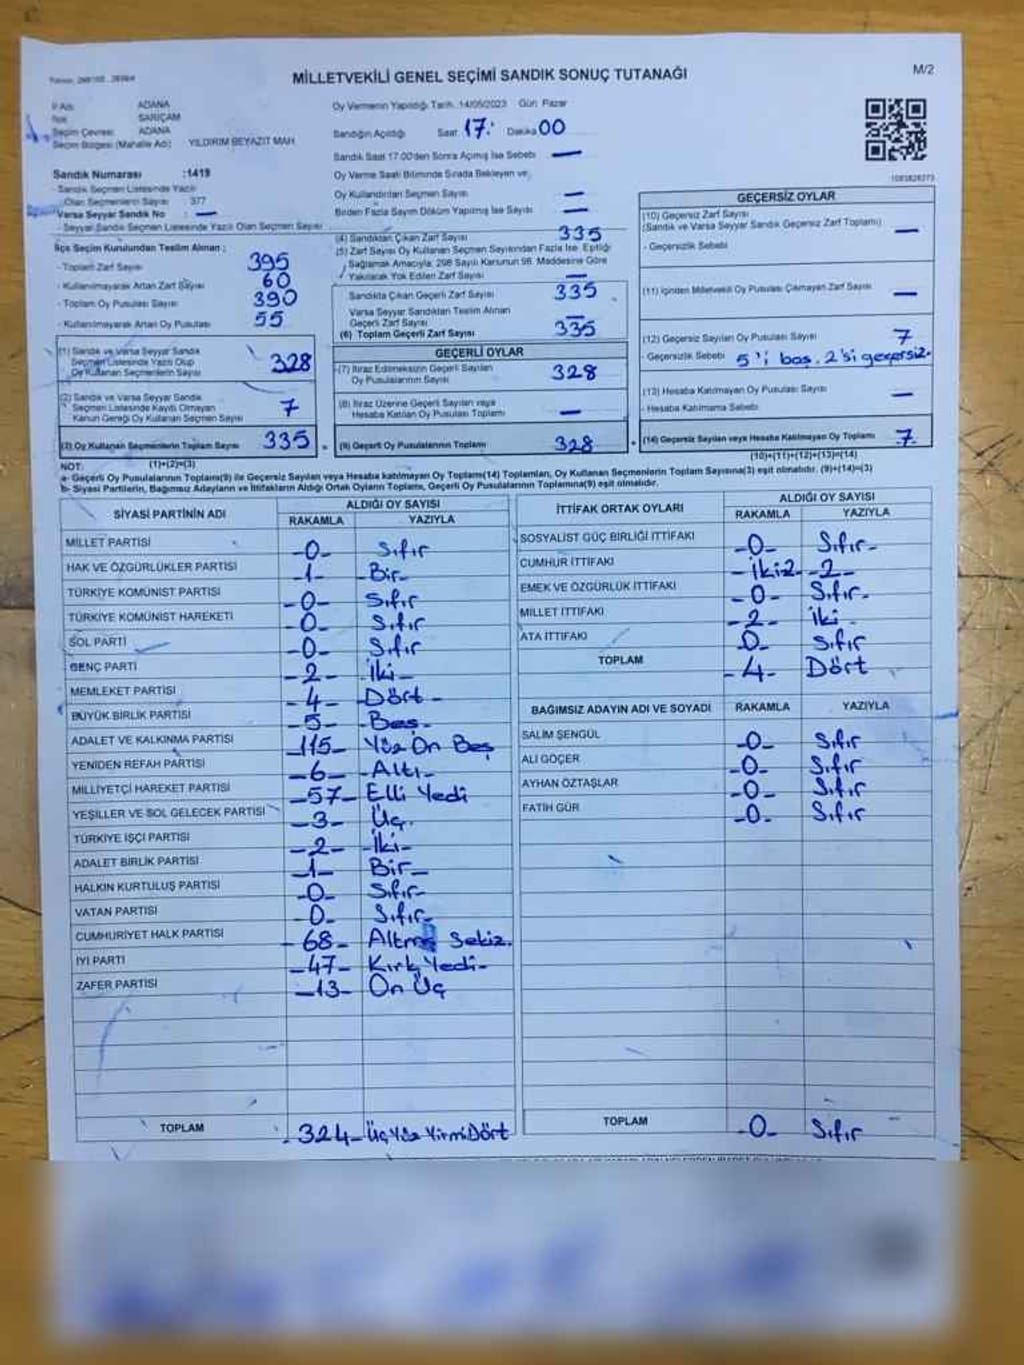 MİLLETVEKİLİ GENEL SEÇİMİ SANDIK SONUÇ TUTANAĞI
M/2
İl Adı ADANA
İlçe SARIÇAM
Seçim Çevresi ADANA
Seçim Bölgesi (Mahalle Adı) YILDIRIM BEYAZIT MAH
Sandık Numarası :1419
- Sandık Seçmen Listesinde Yazılı
Olan Seçmenlerin Sayısı 377
Varsa Seyyar Sandık No : —
- Seyyar Sandık Seçmen Listesinde Yazılı Olan Seçmen Sayısı
İlçe Seçim Kurulundan Teslim Alınan ;
- Toplam Zarf Sayısı 395
- Kullanılmayarak Artan Zarf Sayısı 60
- Toplam Oy Pusulası Sayısı 390
- Kullanılmayarak Artan Oy Pusulası 55
(1) Sandık ve Varsa Seyyar Sandık
Seçmen Listesinde Yazılı Olup
Oy Kullanan Seçmenlerin Sayısı 328
(2) Sandık ve Varsa Seyyar Sandık
Seçmen Listesinde Kayıtlı Olmayan
Kanun Gereği Oy Kullanan Seçmen Sayısı 7
(3) Oy Kullanan Seçmenlerin Toplam Sayısı 335
(1)+(2)=(3)
Oy Vermenin Yapıldığı Tarih 14/05/2023 Gün Pazar
Sandığın Açıldığı Saat 17: Dakika 00
Sandık Saat 17.00'den Sonra Açılmış İse Sebebi —
Oy Verme Saati Bitiminde Sırada Bekleyen ve,
Oy Kullandırılan Seçmen Sayısı —
Birden Fazla Sayım Döküm Yapılmış İse Sayısı —
(4) Sandıktan Çıkan Zarf Sayısı 335
(5) Zarf Sayısı Oy Kullanan Seçmen Sayısından Fazla İse, Eşitliği
Sağlamak Amacıyla, 298 Sayılı Kanunun 98. Maddesine Göre
Yakılarak Yok Edilen Zarf Sayısı —
Sandıkta Çıkan Geçerli Zarf Sayısı 335
Varsa Seyyar Sandıktan Teslim Alınan
Geçerli Zarf Sayısı —
(6) Toplam Geçerli Zarf Sayısı 335
GEÇERLİ OYLAR
(7) İtiraz Edilmeksizin Geçerli Sayılan
Oy Pusulalarının Sayısı 328
(8) İtiraz Üzerine Geçerli Sayılan veya
Hesaba Katılan Oy Pusulası Toplamı —
(9) Geçerli Oy Pusulalarının Toplamı 328
1083828273
GEÇERSİZ OYLAR
(10) Geçersiz Zarf Sayısı
(Sandık ve Varsa Seyyar Sandık Geçersiz Zarf Toplamı) —
- Geçersizlik Sebebi
(11) İçinden Milletvekili Oy Pusulası Çıkmayan Zarf Sayısı —
(12) Geçersiz Sayılan Oy Pusulası Sayısı 7
- Geçersizlik Sebebi 5'i boş. 2'si geçersiz.
(13) Hesaba Katılmayan Oy Pusulası Sayısı —
- Hesaba Katılmama Sebebi
(14) Geçersiz Sayılan veya Hesaba Katılmayan Oy Toplamı 7
(10)+(11)+(12)+(13)=(14)
NOT:
a- Geçerli Oy Pusulalarının Toplamı(9) ile Geçersiz Sayılan veya Hesaba katılmayan Oy Toplamı(14) Toplamları, Oy Kullanan Seçmenlerin Toplam Sayısına(3) eşit olmalıdır. (9)+(14)=(3)
b- Siyasi Partilerin, Bağımsız Adayların ve İttifakların Aldığı Ortak Oyların Toplamı, Geçerli Oy Pusulalarının Toplamına(9) eşit olmalıdır.
SİYASİ PARTİNİN ADI ALDIĞI OY SAYISI
RAKAMLA YAZIYLA
MİLLET PARTİSİ -0- Sıfır
HAK VE ÖZGÜRLÜKLER PARTİSİ -1- Bir-
TÜRKİYE KOMÜNİST PARTİSİ -0- Sıfır
TÜRKİYE KOMÜNİST HAREKETİ -0- Sıfır
SOL PARTİ -0- Sıfır
GENÇ PARTİ -2- İki-
MEMLEKET PARTİSİ -4- Dört-
BÜYÜK BİRLİK PARTİSİ -5- Beş-
ADALET VE KALKINMA PARTİSİ -115- Yüz On Beş
YENİDEN REFAH PARTİSİ -6- -Altı-
MİLLİYETÇİ HAREKET PARTİSİ -57- Elli Yedi
YEŞİLLER VE SOL GELECEK PARTİSİ -3- Üç.
TÜRKİYE İŞÇİ PARTİSİ -2- -İki-
ADALET BİRLİK PARTİSİ -1- Bir-
HALKIN KURTULUŞ PARTİSİ -0- Sıfır
VATAN PARTİSİ -0- Sıfır-
CUMHURİYET HALK PARTİSİ -68- Altmış Sekiz.
İYİ PARTİ -47- Kırk Yedi-
ZAFER PARTİSİ -13- On Üç
TOPLAM -324- Üç Yüz Yirmi Dört
İTTİFAK ORTAK OYLARI ALDIĞI OY SAYISI
RAKAMLA YAZIYLA
SOSYALİST GÜÇ BİRLİĞİ İTTİFAKI -0- Sıfır-
CUMHUR İTTİFAKI -İki2- -2-
EMEK VE ÖZGÜRLÜK İTTİFAKI -0- Sıfır.
MİLLET İTTİFAKI -2- İki-
ATA İTTİFAKI -0- Sıfır
TOPLAM -4- Dört
BAĞIMSIZ ADAYIN ADI VE SOYADI RAKAMLA YAZIYLA
SALİM ŞENGÜL -0- Sıfır
ALİ GÖÇER -0- Sıfır
AYHAN ÖZTAŞLAR -0- Sıfır
FATİH GÜR -0- Sıfır
TOPLAM -0- Sıfır